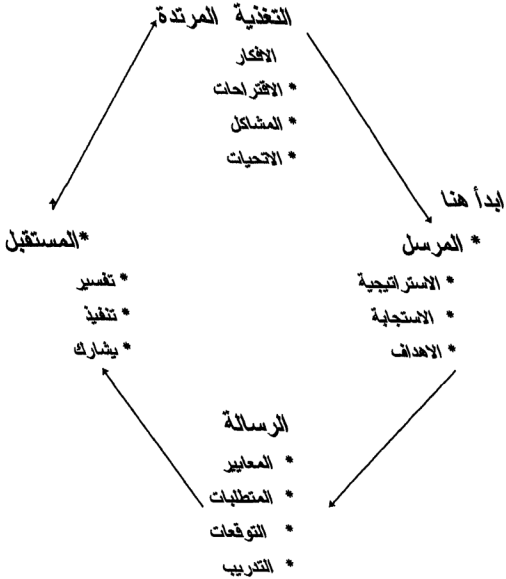 التغذية المرتدة
الافكار
* الاقتراحات
* المشاكل
* الاتحيات
ابدأ هنا
* المرسل
* الاستراتيجية
* الاستجابة
* الاهداف
*المستقبل
* تفسير
* تنفيذ
* يشارك
الرسالة
* المعايير
* المتطلبات
* التوقعات
* التدريب